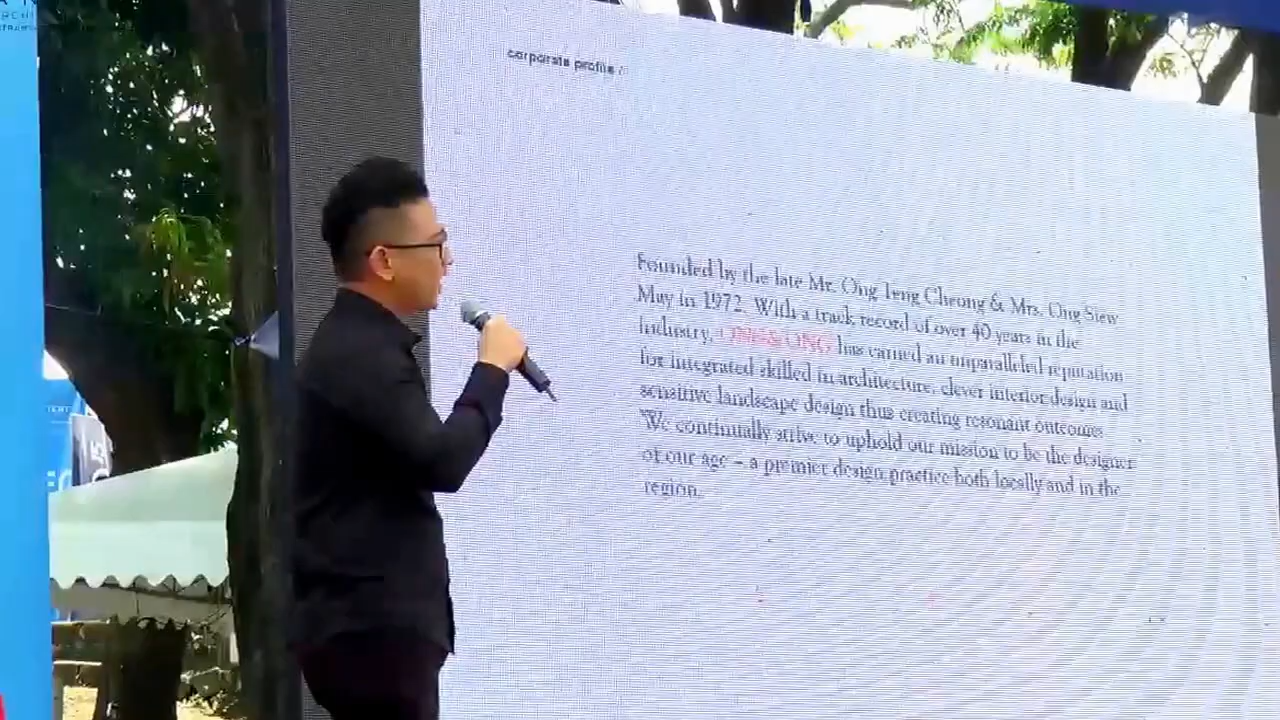 corporate profile
Founded by the late Mr. Ong Teng Cheong & Mrs. Ong Siew
May in 1972. With a track record of over 40 years in the
industry, ONG&ONG has earned an unparalleled reputation
for integrated skilled in architecture, clever interior design and
sensitive landscape design thus creating resonant outcomes.
We continually strive to uphold our mission to be the designer
of our age – a premier design practice both locally and in the
region.